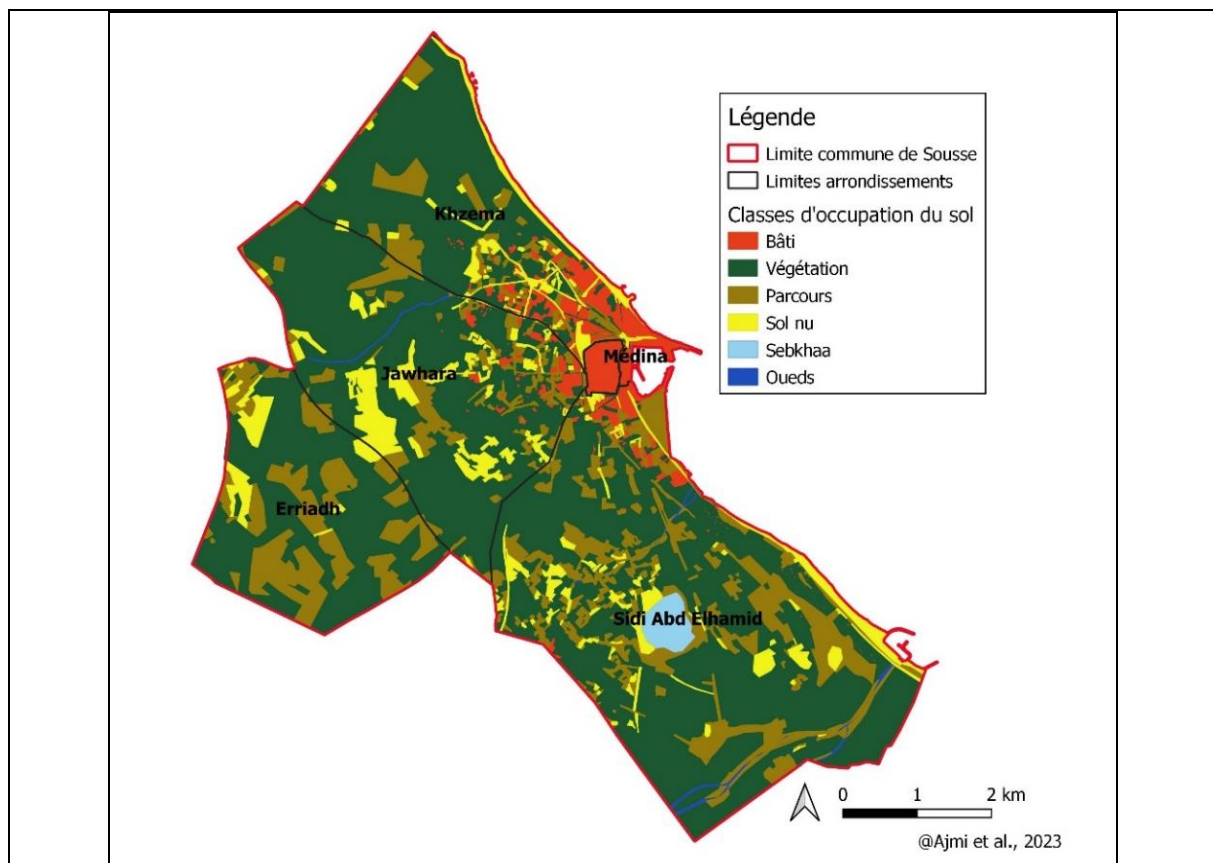 Légende
Limite commune de Sousse
Limites arrondissements
Classes d'occupation du sol
Bâti
Végétation
Parcours
Sol nu
Sebkhaa
Oueds
Khzema
Médina
Jawhara
Erriadh
Sidi Abd Elhamid
0 1 2 km
@Ajmi et al., 2023